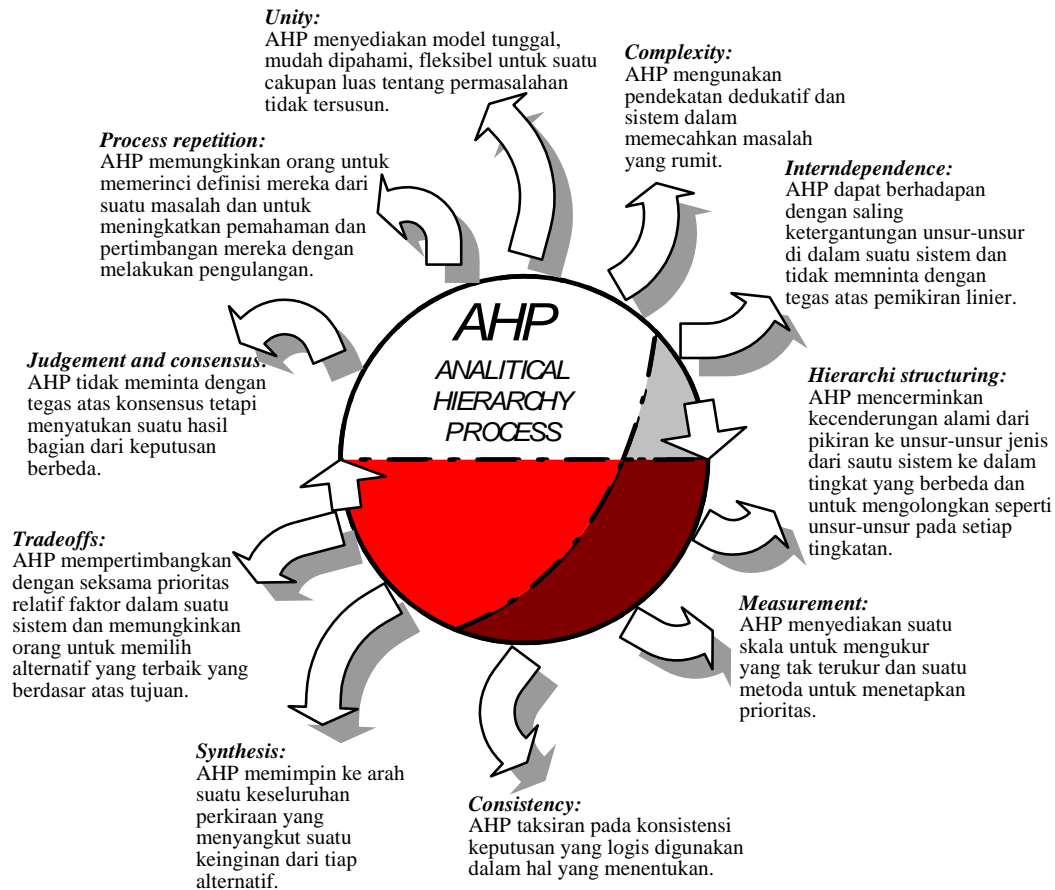 Unity:
AHP menyediakan model tunggal,
mudah dipahami, fleksibel untuk suatu
cakupan luas tentang permasalahan
tidak tersusun.
Complexity:
AHP mengunakan
pendekatan dedukatif dan
sistem dalam
memecahkan masalah
yang rumit.
Process repetition:
AHP memungkinkan orang untuk
memerinci definisi mereka dari
suatu masalah dan untuk
meningkatkan pemahaman dan
pertimbangan mereka dengan
melakukan pengulangan.
Interndependence:
AHP dapat berhadapan
dengan saling
ketergantungan unsur-unsur
di dalam suatu sistem dan
tidak memninta dengan
tegas atas pemikiran linier.
AHP
ANALITICAL
HIERARCHY
PROCESS
Judgement and consensus:
AHP tidak meminta dengan
tegas atas konsensus tetapi
menyatukan suatu hasil
bagian dari keputusan
berbeda.
Hierarchi structuring:
AHP mencerminkan
kecenderungan alami dari
pikiran ke unsur-unsur jenis
dari sautu sistem ke dalam
tingkat yang berbeda dan
untuk mengolongkan seperti
unsur-unsur pada setiap
tingkatan.
Tradeoffs:
AHP mempertimbangkan
dengan seksama prioritas
relatif faktor dalam suatu
sistem dan memungkinkan
orang untuk memilih
alternatif yang terbaik yang
berdasar atas tujuan.
Measurement:
AHP menyediakan suatu
skala untuk mengukur
yang tak terukur dan suatu
metoda untuk menetapkan
prioritas.
Synthesis:
AHP memimpin ke arah
suatu keseluruhan
perkiraan yang
menyangkut suatu
keinginan dari tiap
alternatif.
Consistency:
AHP taksiran pada konsistensi
keputusan yang logis digunakan
dalam hal yang menentukan.